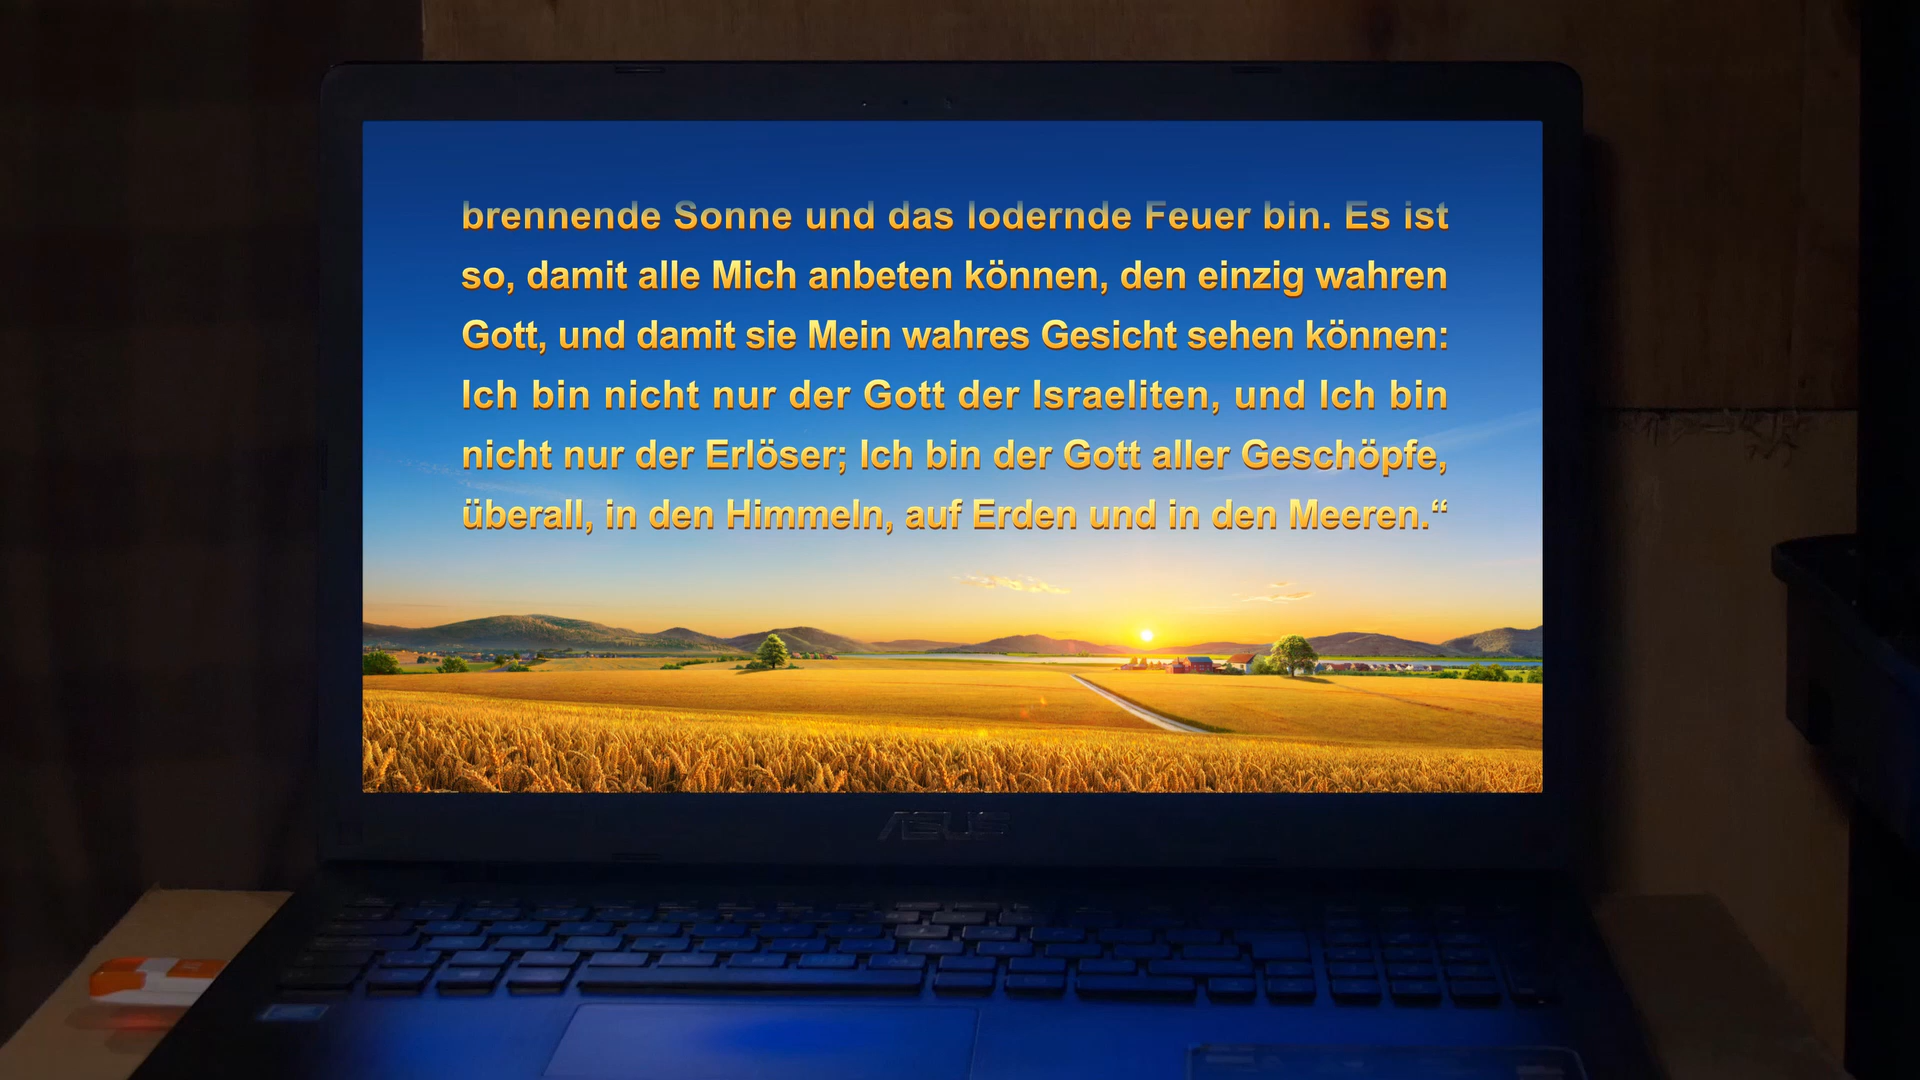 brennende Sonne und das lodernde Feuer bin. Es ist
so, damit alle Mich anbeten können, den einzig wahren
Gott, und damit sie Mein wahres Gesicht sehen können:
Ich bin nicht nur der Gott der Israeliten, und Ich bin
nicht nur der Erlöser; Ich bin der Gott aller Geschöpfe,
überall, in den Himmeln, auf Erden und in den Meeren.“
ASUS